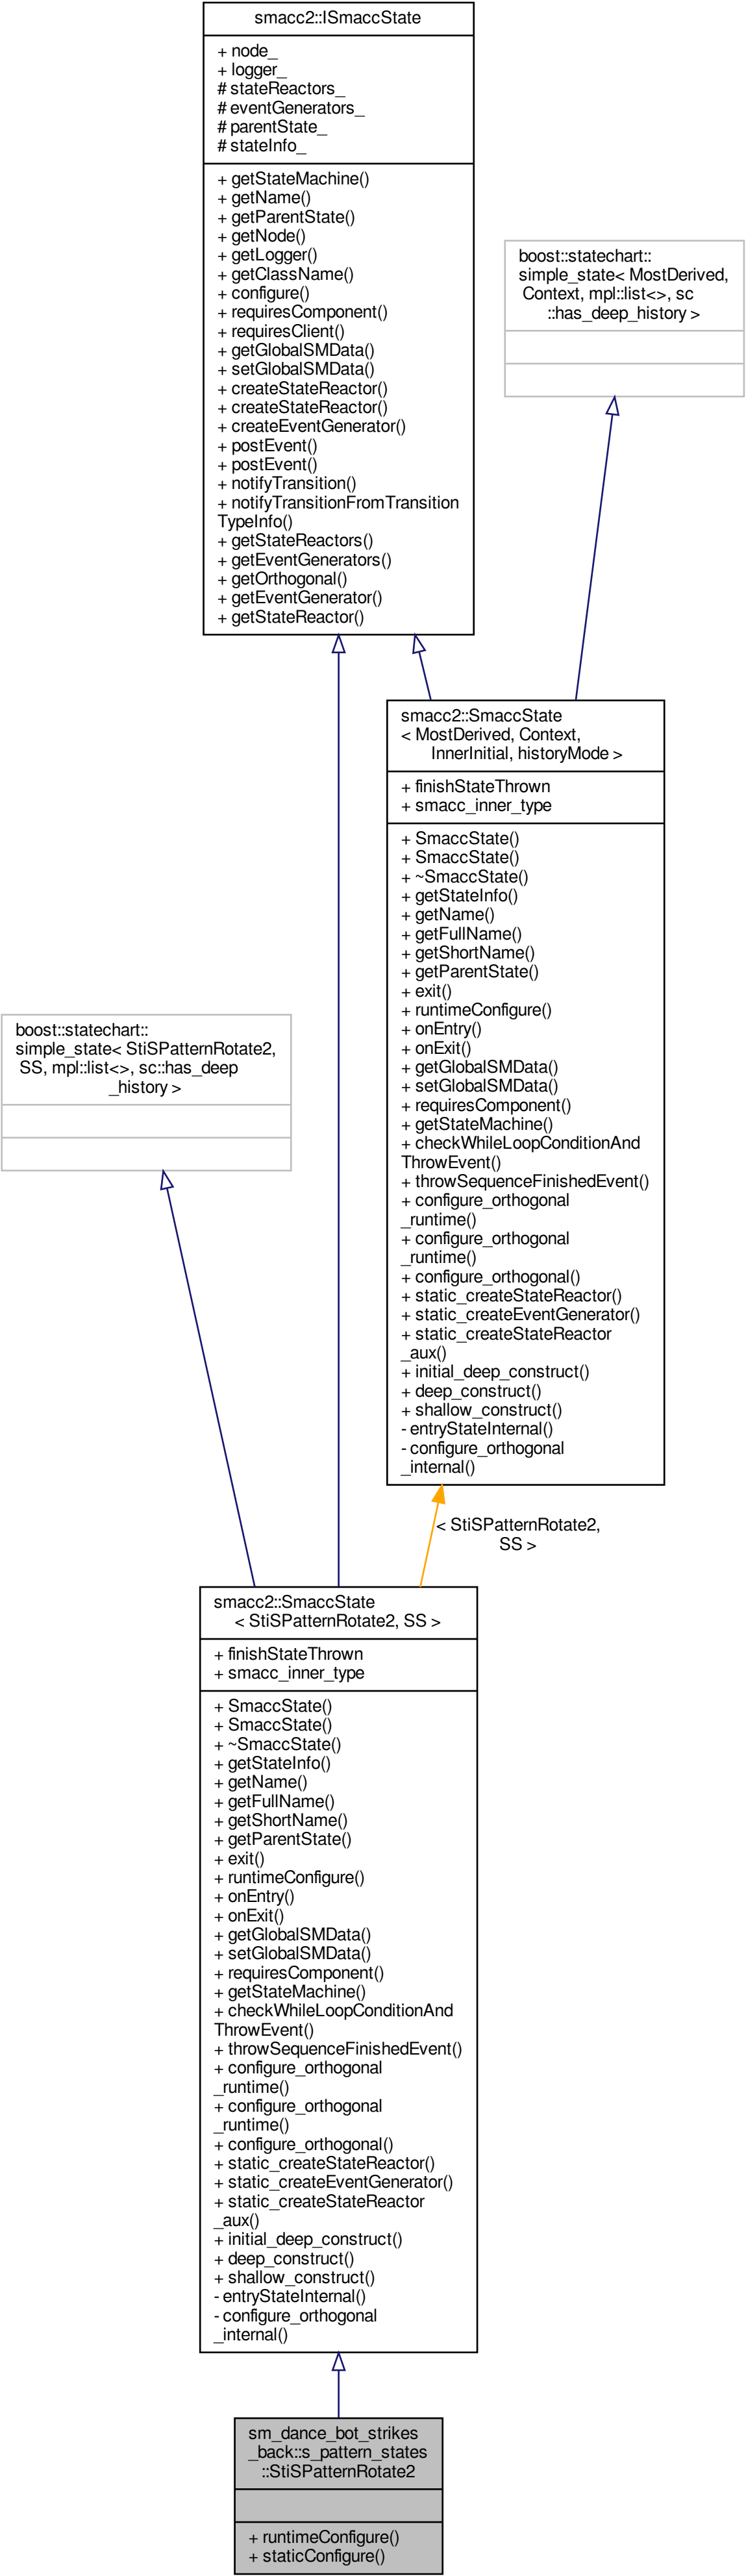 smacc2::ISmaccState
+ node_
+ logger_
# stateReactors_
# eventGenerators_
# parentState_
# stateInfo_
+ getStateMachine()
+ getName()
+ getParentState()
+ getNode()
+ getLogger()
+ getClassName()
+ configure()
+ requiresComponent()
+ requiresClient()
+ getGlobalSMData()
+ setGlobalSMData()
+ createStateReactor()
+ createStateReactor()
+ createEventGenerator()
+ postEvent()
+ postEvent()
+ notifyTransition()
+ notifyTransitionFromTransition
TypeInfo()
+ getStateReactors()
+ getEventGenerators()
+ getOrthogonal()
+ getEventGenerator()
+ getStateReactor()
boost::statechart::
simple_state< MostDerived,
Context, mpl::list<>, sc
::has_deep_history >
smacc2::SmaccState
< MostDerived, Context,
InnerInitial, historyMode >
+ finishStateThrown
+ smacc_inner_type
+ SmaccState()
+ SmaccState()
+ ~SmaccState()
+ getStateInfo()
+ getName()
+ getFullName()
+ getShortName()
+ getParentState()
+ exit()
+ runtimeConfigure()
+ onEntry()
+ onExit()
+ getGlobalSMData()
+ setGlobalSMData()
+ requiresComponent()
+ getStateMachine()
+ checkWhileLoopConditionAnd
ThrowEvent()
+ throwSequenceFinishedEvent()
+ configure_orthogonal
_runtime()
+ configure_orthogonal
_runtime()
+ configure_orthogonal()
+ static_createStateReactor()
+ static_createEventGenerator()
+ static_createStateReactor
_aux()
+ initial_deep_construct()
+ deep_construct()
+ shallow_construct()
- entryStateInternal()
- configure_orthogonal
_internal()
boost::statechart::
simple_state< StiSPatternRotate2,
SS, mpl::list<>, sc::has_deep
_history >
< StiSPatternRotate2,
SS >
smacc2::SmaccState
< StiSPatternRotate2, SS >
+ finishStateThrown
+ smacc_inner_type
+ SmaccState()
+ SmaccState()
+ ~SmaccState()
+ getStateInfo()
+ getName()
+ getFullName()
+ getShortName()
+ getParentState()
+ exit()
+ runtimeConfigure()
+ onEntry()
+ onExit()
+ getGlobalSMData()
+ setGlobalSMData()
+ requiresComponent()
+ getStateMachine()
+ checkWhileLoopConditionAnd
ThrowEvent()
+ throwSequenceFinishedEvent()
+ configure_orthogonal
_runtime()
+ configure_orthogonal
_runtime()
+ configure_orthogonal()
+ static_createStateReactor()
+ static_createEventGenerator()
+ static_createStateReactor
_aux()
+ initial_deep_construct()
+ deep_construct()
+ shallow_construct()
- entryStateInternal()
- configure_orthogonal
_internal()
sm_dance_bot_strikes
_back::s_pattern_states
::StiSPatternRotate2
+ runtimeConfigure()
+ staticConfigure()